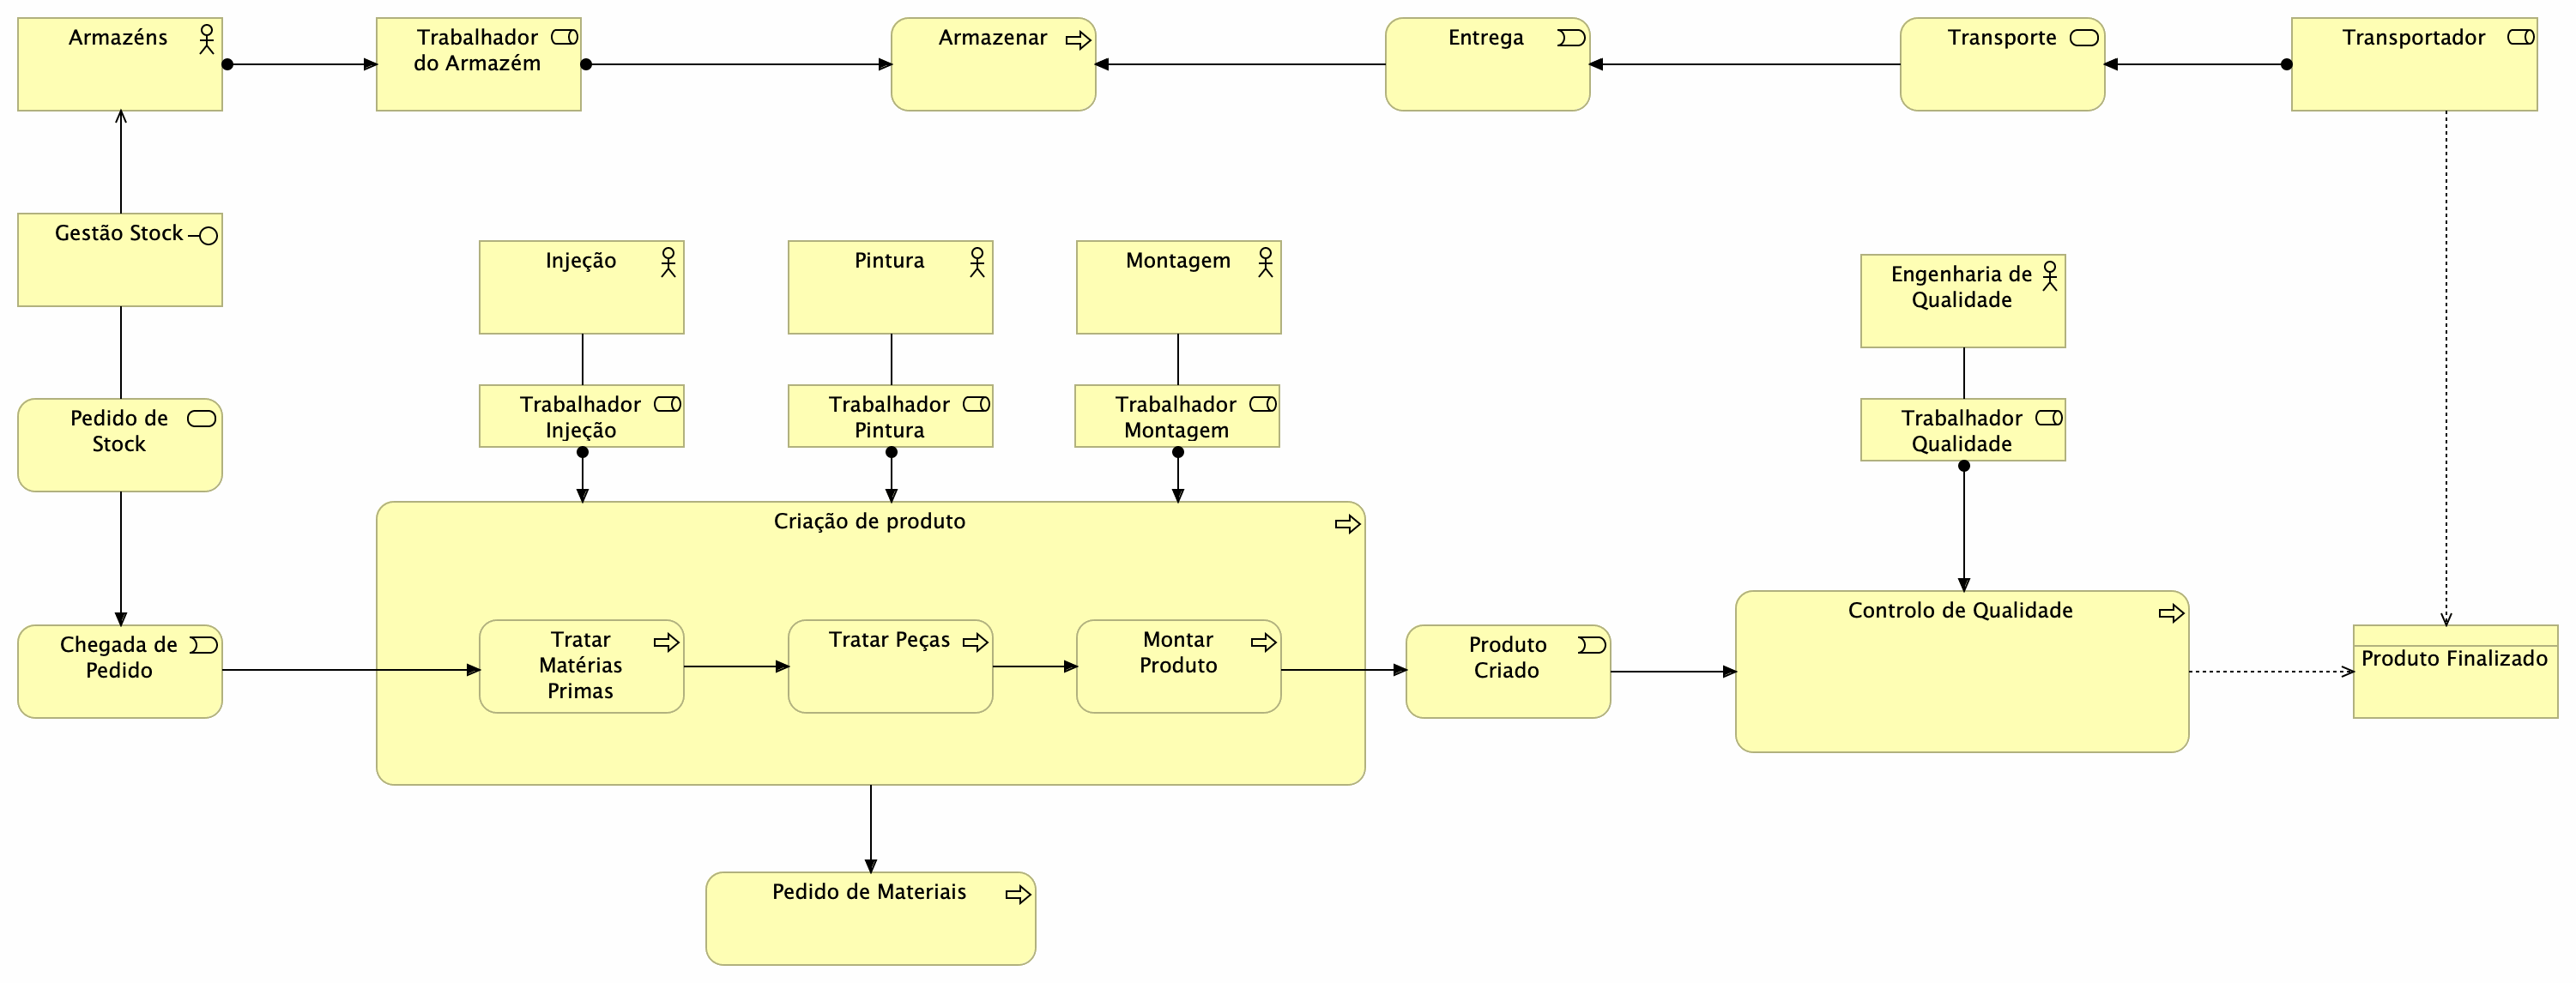 Armazéns
Trabalhador
do Armazém
Armazenar
Entrega
Transporte
Transportador
Gestão Stock
Injeção
Pintura
Montagem
Engenharia de
Qualidade
Pedido de
Stock
Trabalhador
Injeção
Trabalhador
Pintura
Trabalhador
Montagem
Trabalhador
Qualidade
Criação de produto
Chegada de
Pedido
Tratar
Matérias
Primas
Tratar Peças
Montar
Produto
Produto
Criado
Controlo de Qualidade
Produto Finalizado
Pedido de Materiais